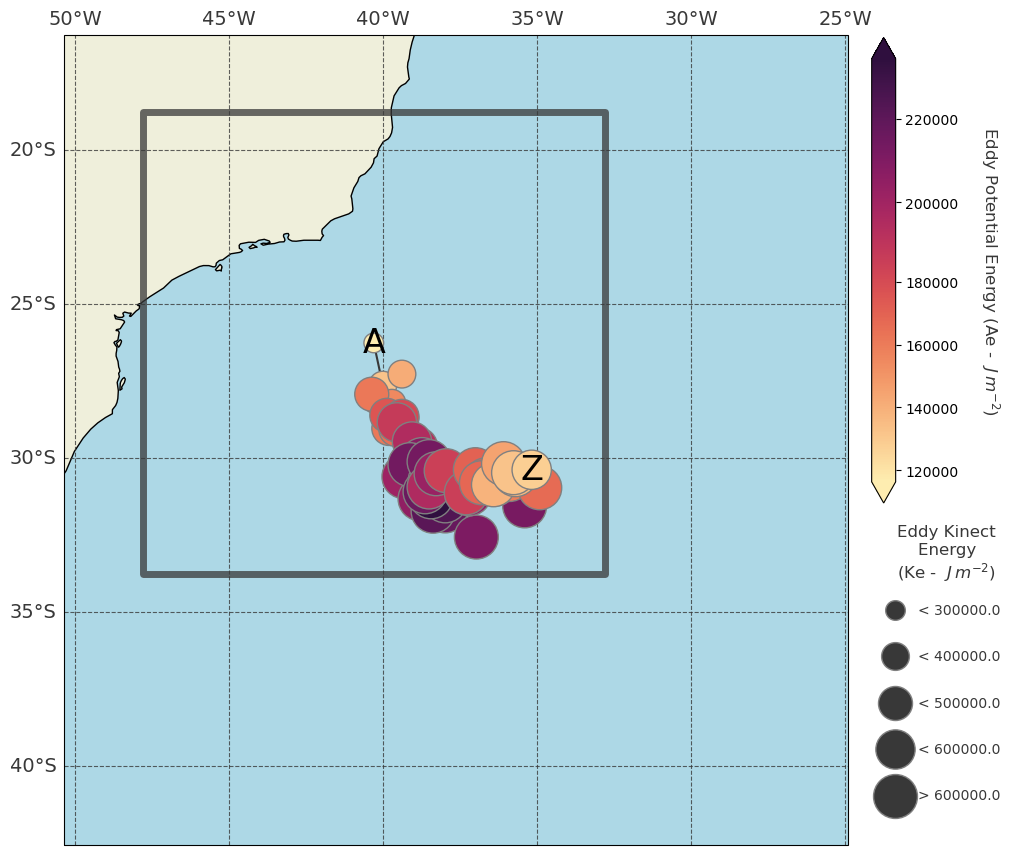 50°W 45°W 40°W 35°W 30°W 25°W
20°S
25°S
30°S
35°S
40°S
A
Z
220000
200000
180000
160000
140000
120000
Eddy Potential Energy (Ae - J m⁻²)
Eddy Kinect
Energy
(Ke - J m⁻²)
< 300000.0
< 400000.0
< 500000.0
< 600000.0
> 600000.0